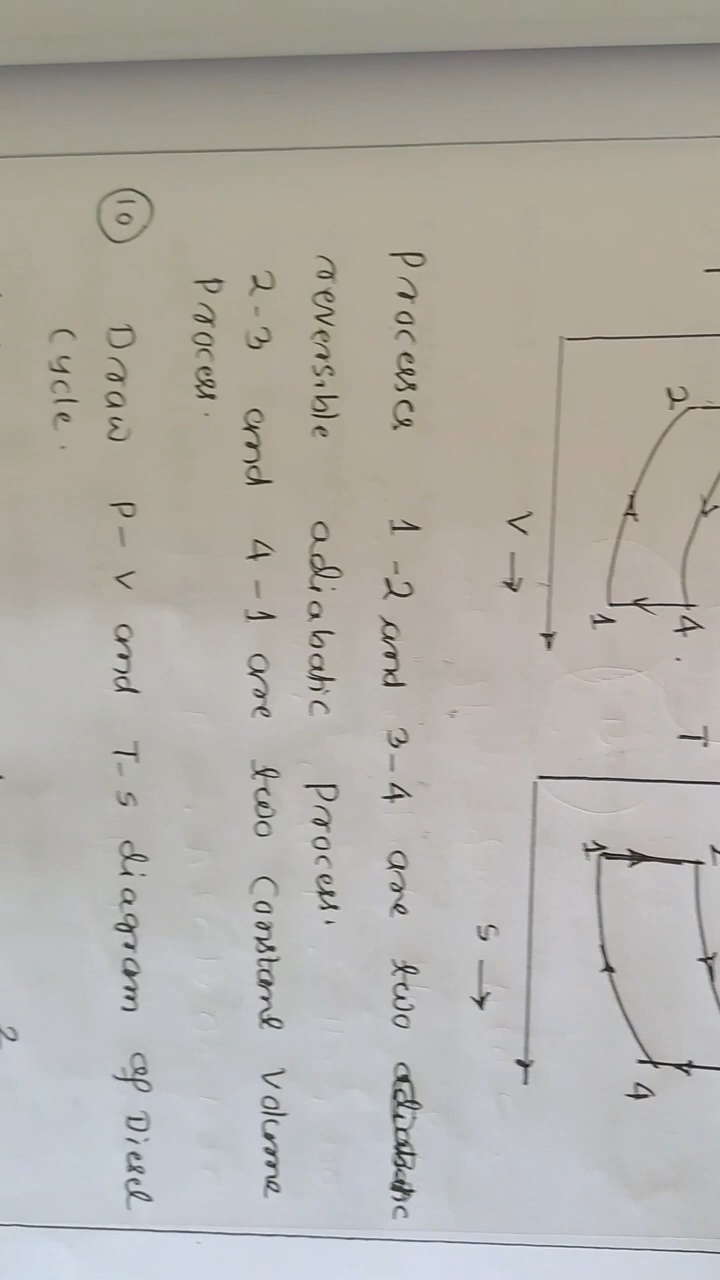 T
2
4
1
V →
1
4
S →
Processes 1-2 and 3-4 are two adiabatic
reversible adiabatic process.
2-3 and 4-1 are two constant volume
process.
10 Draw P-V and T-S diagram of Diesel
cycle.
2